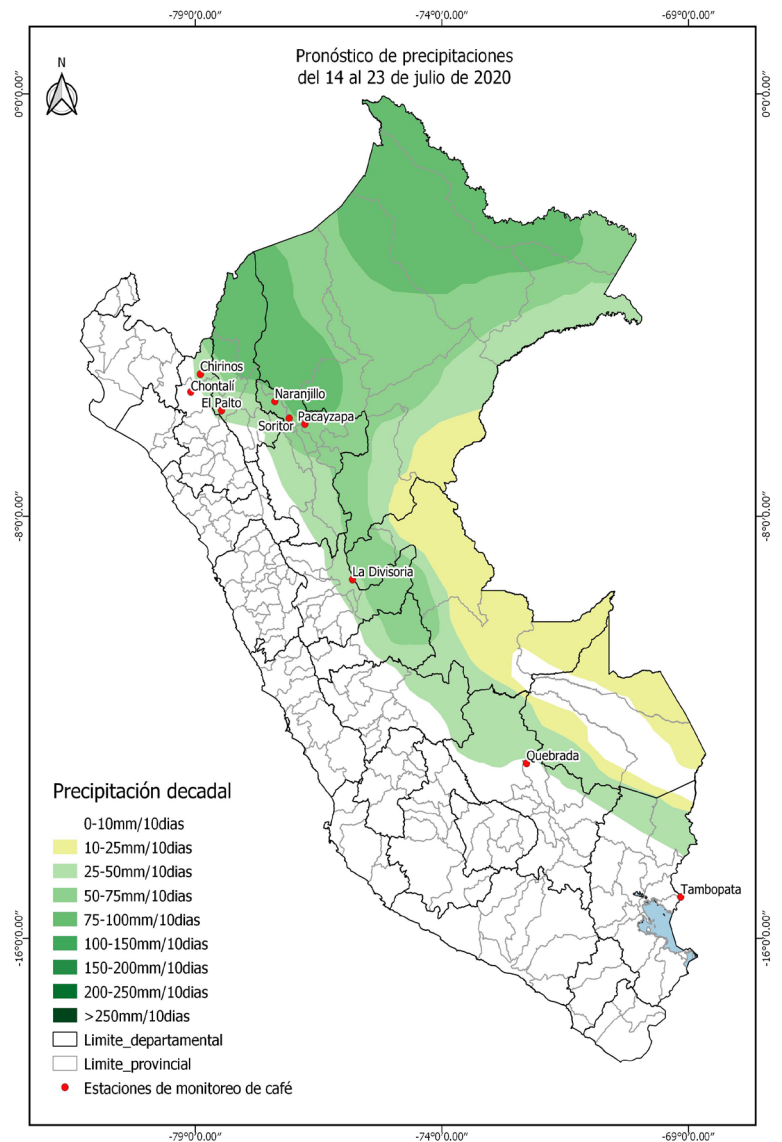 -79°0'0.00"
-74°0'0.00"
-69°0'0.00"
Pronóstico de precipitaciones
del 14 al 23 de julio de 2020
N
0°0'0.00"
0°0'0.00"
Chirinos
Chontalí
El Palto
Naranjillo
Soritor
Pacayzapa
-8°0'0.00"
-8°0'0.00"
La Divisoria
Quebrada
Tambopata
-16°0'0.00"
-16°0'0.00"
Precipitación decadal
0-10mm/10dias
10-25mm/10dias
25-50mm/10dias
50-75mm/10dias
75-100mm/10dias
100-150mm/10dias
150-200mm/10dias
200-250mm/10dias
>250mm/10dias
Limite_departamental
Limite_provincial
Estaciones de monitoreo de café
-79°0'0.00"
-74°0'0.00"
-69°0'0.00"